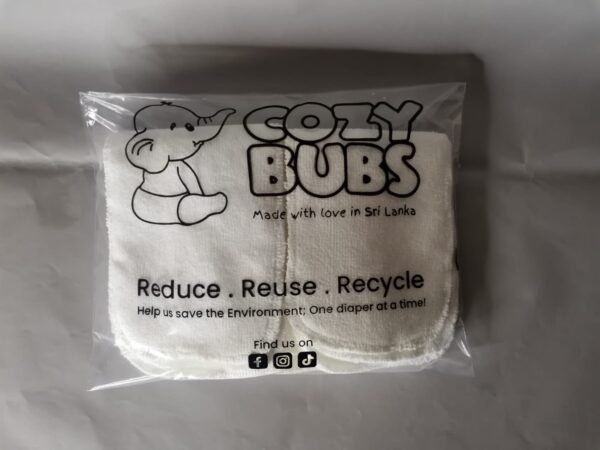 COZY
BUBS
Made with love in Sri Lanka
Reduce . Reuse . Recycle
Help us save the Environment; One diaper at a time!
Find us on